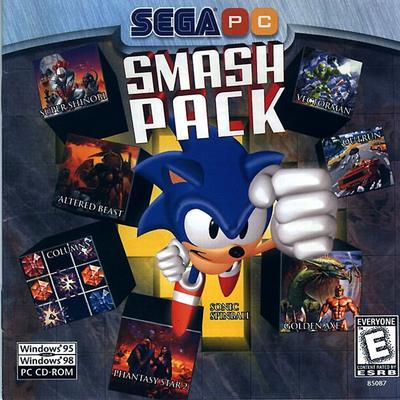 SEGA PC
SMASH
PACK
SUPER SHINOBI
VECTORMAN
OUTRUN
ALTERED BEAST
COLUMNS
SONIC
SPINBALL
GOLDEN AXE
PHANTASY STAR 2
Windows 95
Windows 98
PC CD-ROM
EVERYONE
E
CONTENT RATED BY
ESRB
85087